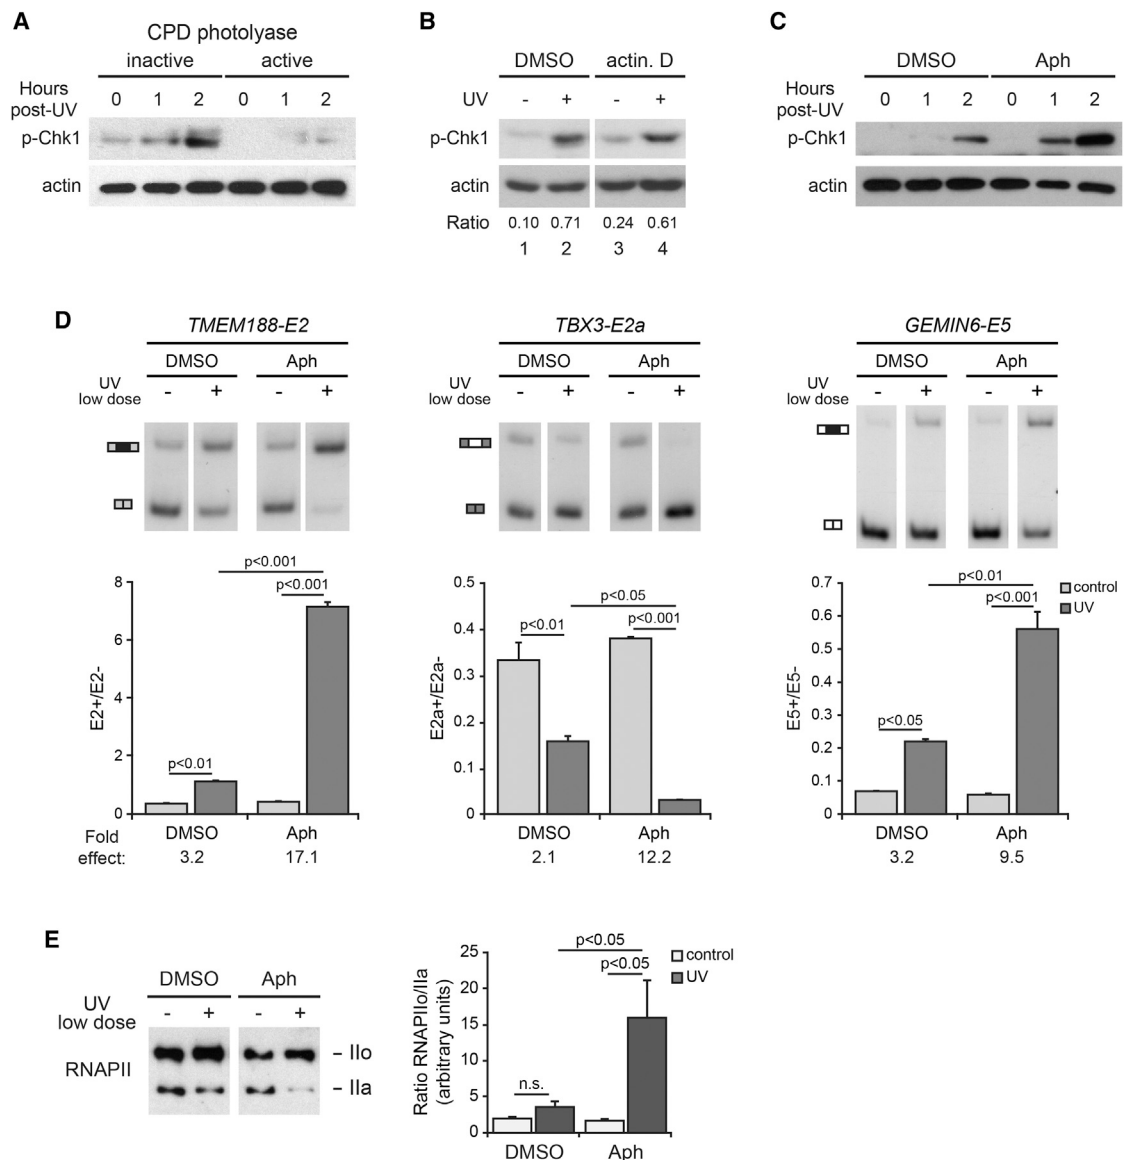 A
CPD photolyase
inactive active
Hours post-UV 0 1 2 0 1 2
p-Chk1
actin
B
DMSO actin. D
UV - + - +
p-Chk1
actin
Ratio 0.10 0.71 0.24 0.61
1 2 3 4
C
DMSO Aph
Hours post-UV 0 1 2 0 1 2
p-Chk1
actin
D
TMEM188-E2
DMSO Aph
UV low dose - + - +
p<0.001
p<0.001
p<0.01
E2+/E2-
8
6
4
2
0
DMSO Aph
Fold effect: 3.2 17.1
TBX3-E2a
DMSO Aph
UV low dose - + - +
p<0.05
p<0.01 p<0.001
E2a+/E2a-
0.5
0.4
0.3
0.2
0.1
0
DMSO Aph
2.1 12.2
GEMIN6-E5
DMSO Aph
UV low dose - + - +
p<0.01
p<0.001
p<0.05
control
UV
E5+/E5-
0.7
0.6
0.5
0.4
0.3
0.2
0.1
0
DMSO Aph
3.2 9.5
E
DMSO Aph
UV low dose - + - +
RNAPII
– IIo
– IIa
p<0.05
p<0.05
n.s.
control
UV
Ratio RNAPIIo/IIa
(arbitrary units)
25
20
15
10
5
0
DMSO Aph